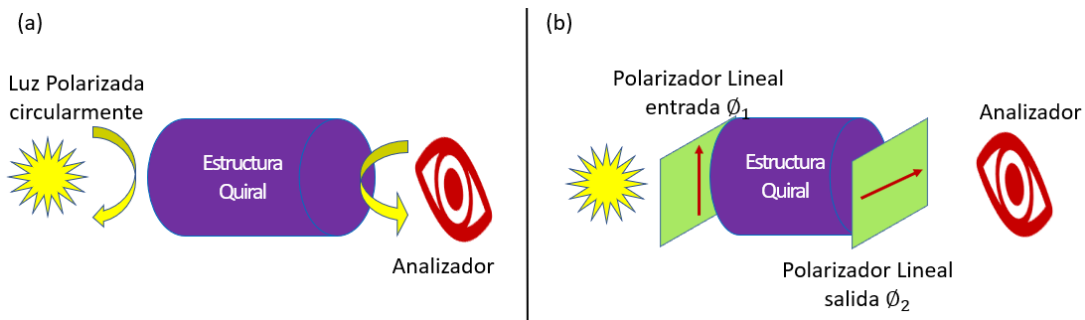 (a)
Luz Polarizada
circularmente
Estructura
Quiral
Analizador
(b)
Polarizador Lineal
entrada ∅₁
Estructura
Quiral
Analizador
Polarizador Lineal
salida ∅₂